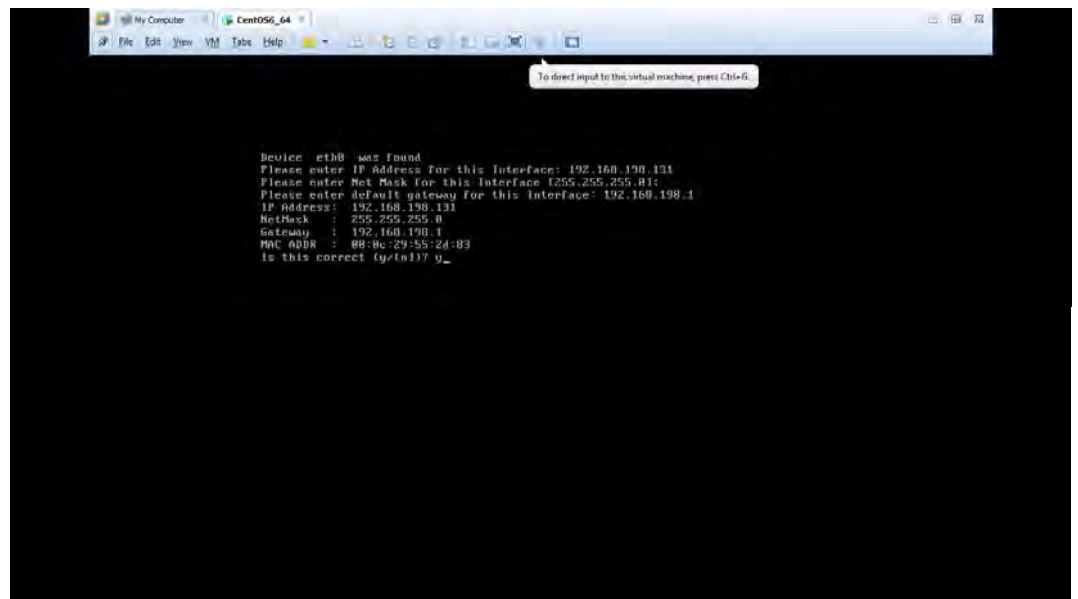 My Computer CentOS6_64
File Edit View VM Tabs Help
To direct input to this virtual machine, press Ctrl+G.
Device eth0 was found
Please enter IP Address for this Interface: 192.168.198.131
Please enter Net Mask for this Interface [255.255.255.0]:
Please enter default gateway for this Interface: 192.168.198.1
IP Address: 192.168.198.131
NetMask : 255.255.255.0
Gateway : 192.168.198.1
MAC ADDR : 00:0c:29:55:2d:83
Is this correct (y/[n])? y_